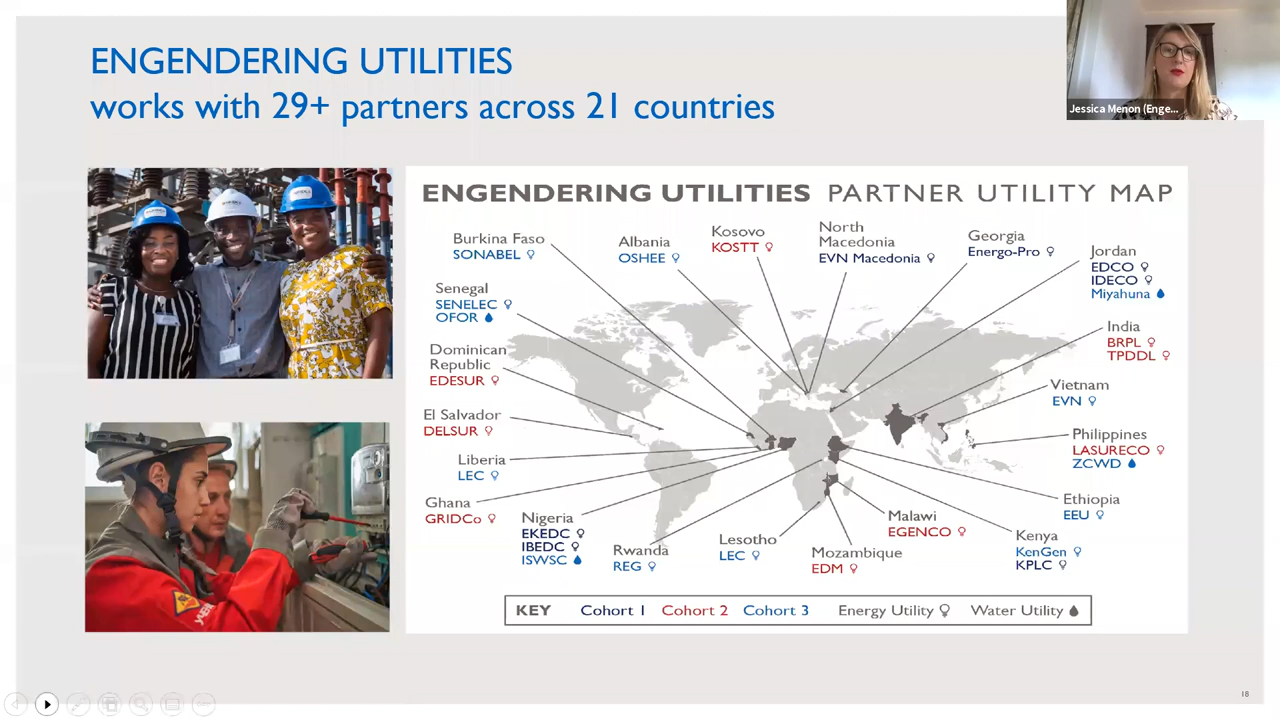 ENGENDERING UTILITIES
works with 29+ partners across 21 countries
Jessica Menon (Enge...
ENGENDERING UTILITIES PARTNER UTILITY MAP
Burkina Faso
SONABEL
Albania
OSHEE
Kosovo
KOSTT
North
Macedonia
EVN Macedonia
Georgia
Energo-Pro
Jordan
EDCO
IDECO
Miyahuna
Senegal
SENELEC
OFOR
India
BRPL
TPDDL
Dominican
Republic
EDESUR
Vietnam
EVN
El Salvador
DELSUR
Philippines
LASURECO
ZCWD
Liberia
LEC
Ghana
GRIDCo
Nigeria
EKEDC
IBEDC
ISWSC
Rwanda
REG
Lesotho
LEC
Mozambique
EDM
Malawi
EGENCO
Kenya
KenGen
KPLC
Ethiopia
EEU
KEY Cohort 1 Cohort 2 Cohort 3 Energy Utility Water Utility
18